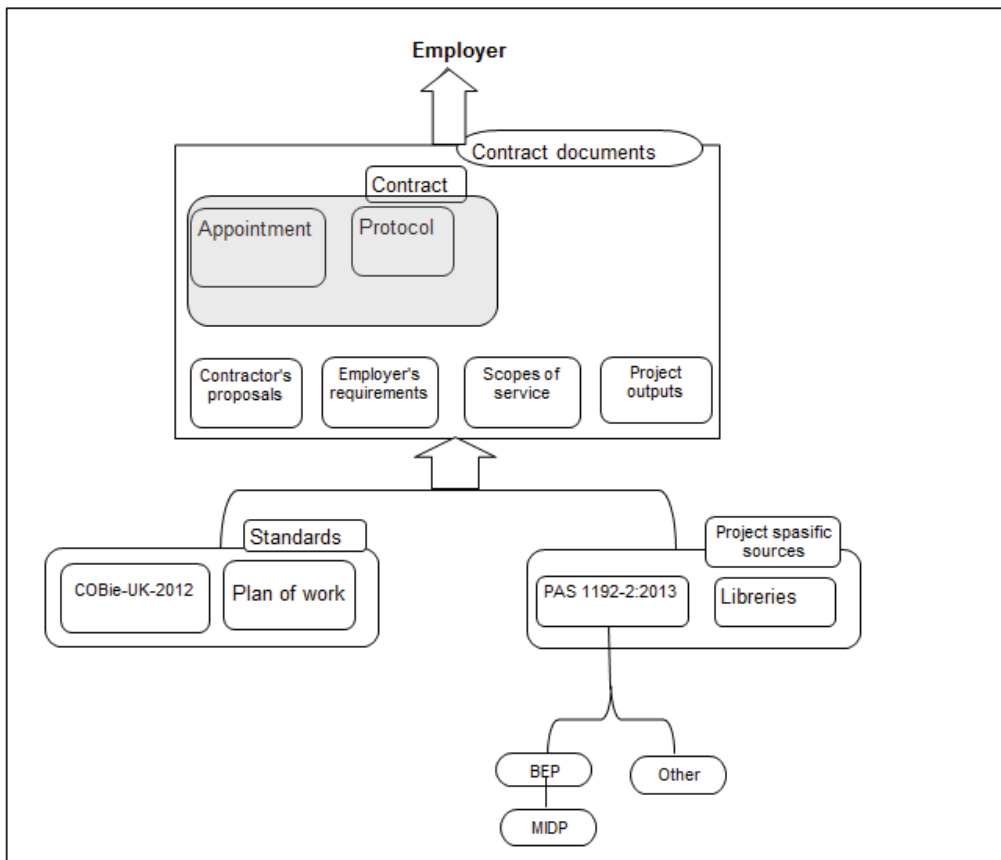 Employer
Contract documents
Contract
Appointment
Protocol
Contractor's
proposals
Employer's
requirements
Scopes of
service
Project
outputs
Standards
COBie-UK-2012
Plan of work
Project spasific
sources
PAS 1192-2:2013
Libreries
BEP
Other
MIDP